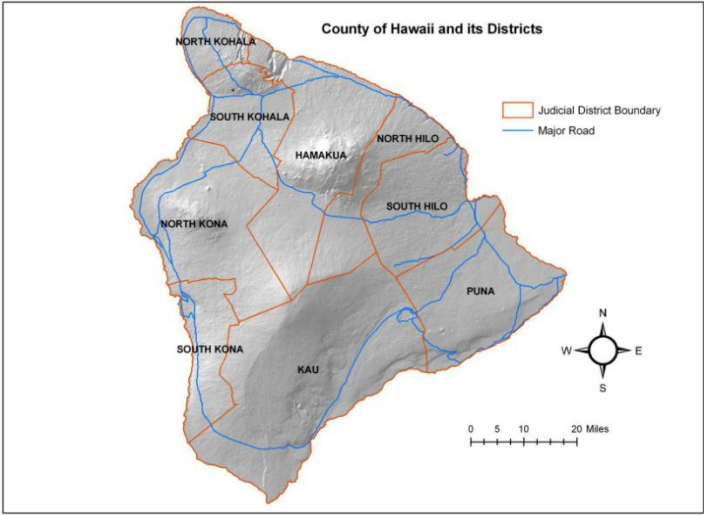 County of Hawaii and its Districts
NORTH KOHALA
SOUTH KOHALA
HAMAKUA
NORTH HILO
SOUTH HILO
NORTH KONA
PUNA
SOUTH KONA
KAU
Judicial District Boundary
Major Road
N
W E
S
0 5 10 20 Miles